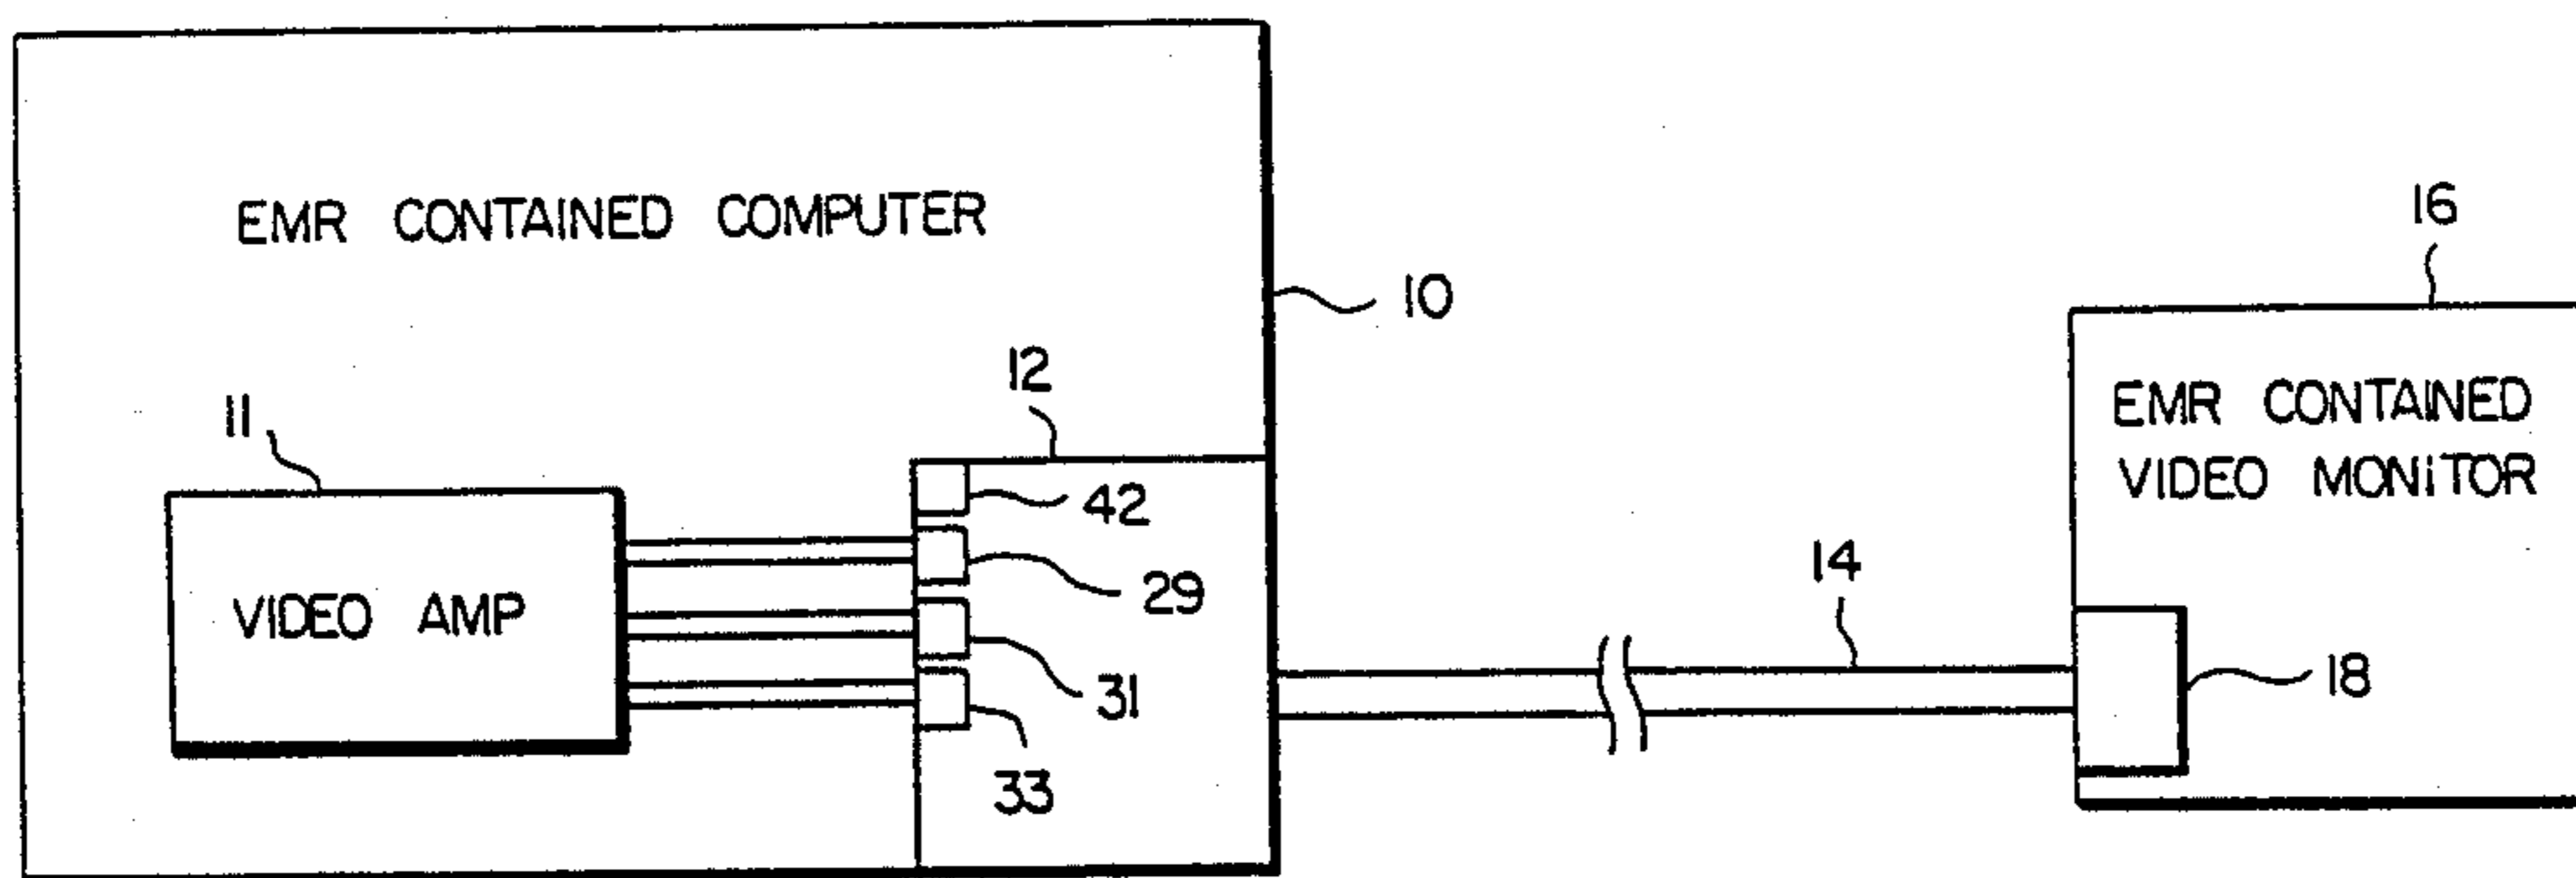 EMR CONTAINED COMPUTER
10
12
11
VIDEO AMP
42
29
31
33
14
16
EMR CONTAINED
VIDEO MONiTOR
18